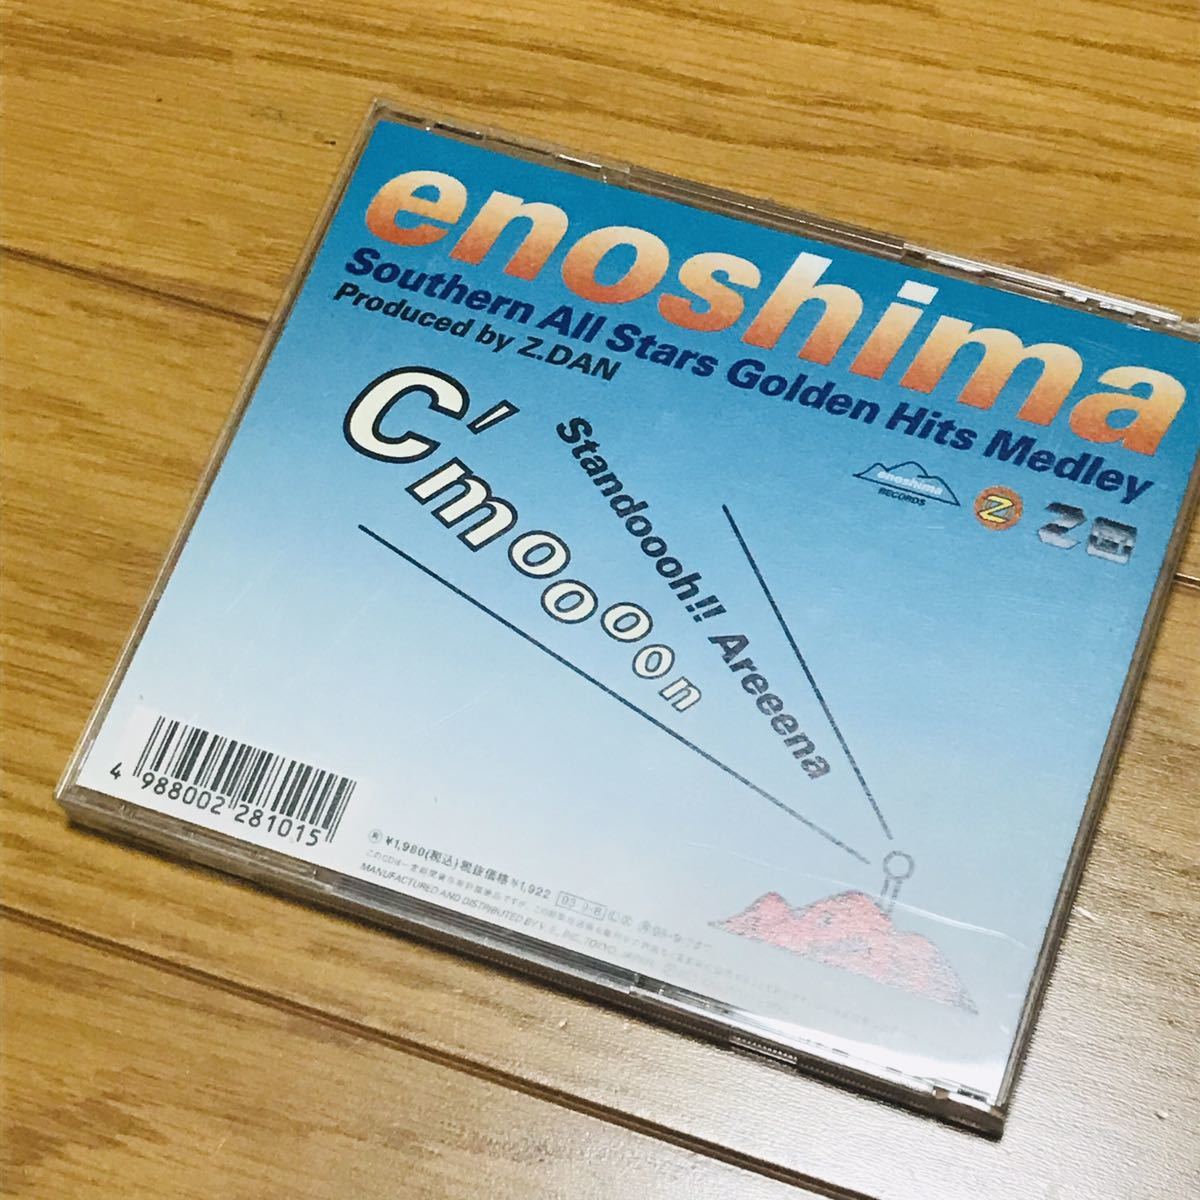 enoshima
Southern All Stars Golden Hits Medley
Produced by Z.DAN
enoshima
RECORDS
Z
C'mooooon
Standoooh!! Areeeena
4 988002 281015
¥1,980(税込)・税抜価格¥1,922
MANUFACTURED AND DISTRIBUTED BY